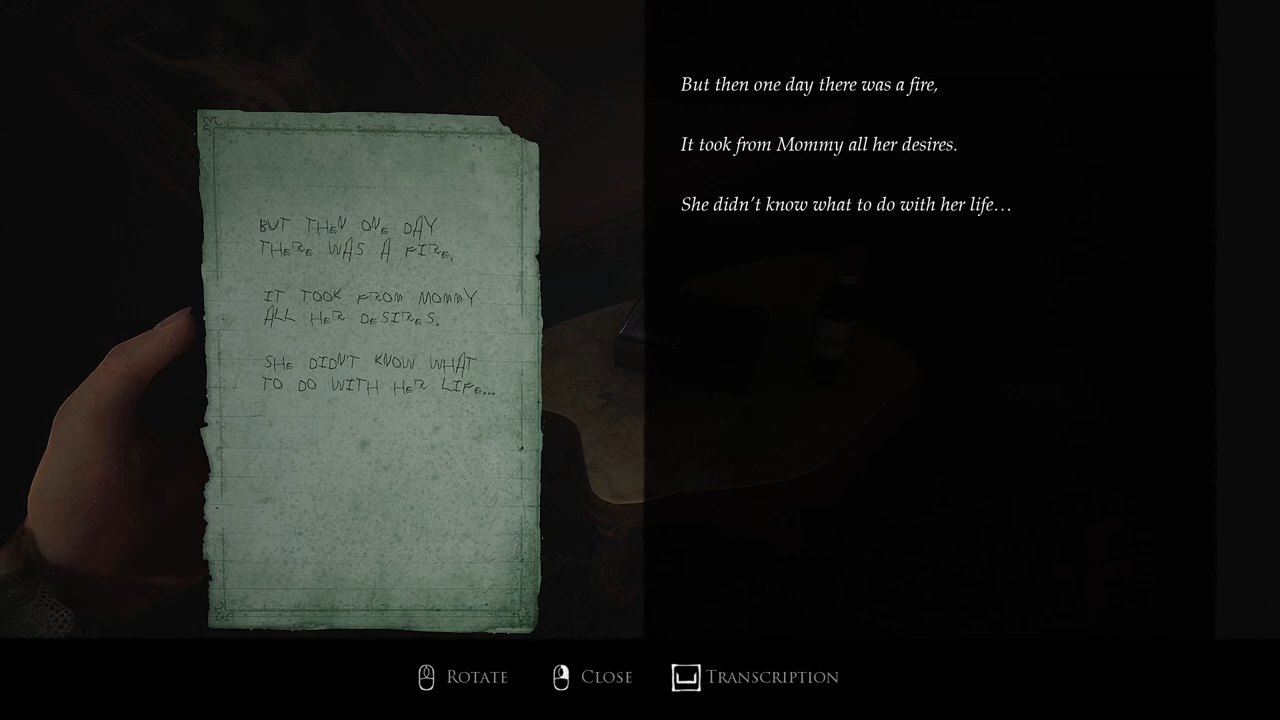 BUT THEN ONE DAY
THERE WAS A FIRE,
IT TOOK FROM MOMMY
ALL HER DESIRES.
SHE DIDN'T KNOW WHAT
TO DO WITH HER LIFE...
But then one day there was a fire,
It took from Mommy all her desires.
She didn't know what to do with her life...
ROTATE CLOSE TRANSCRIPTION